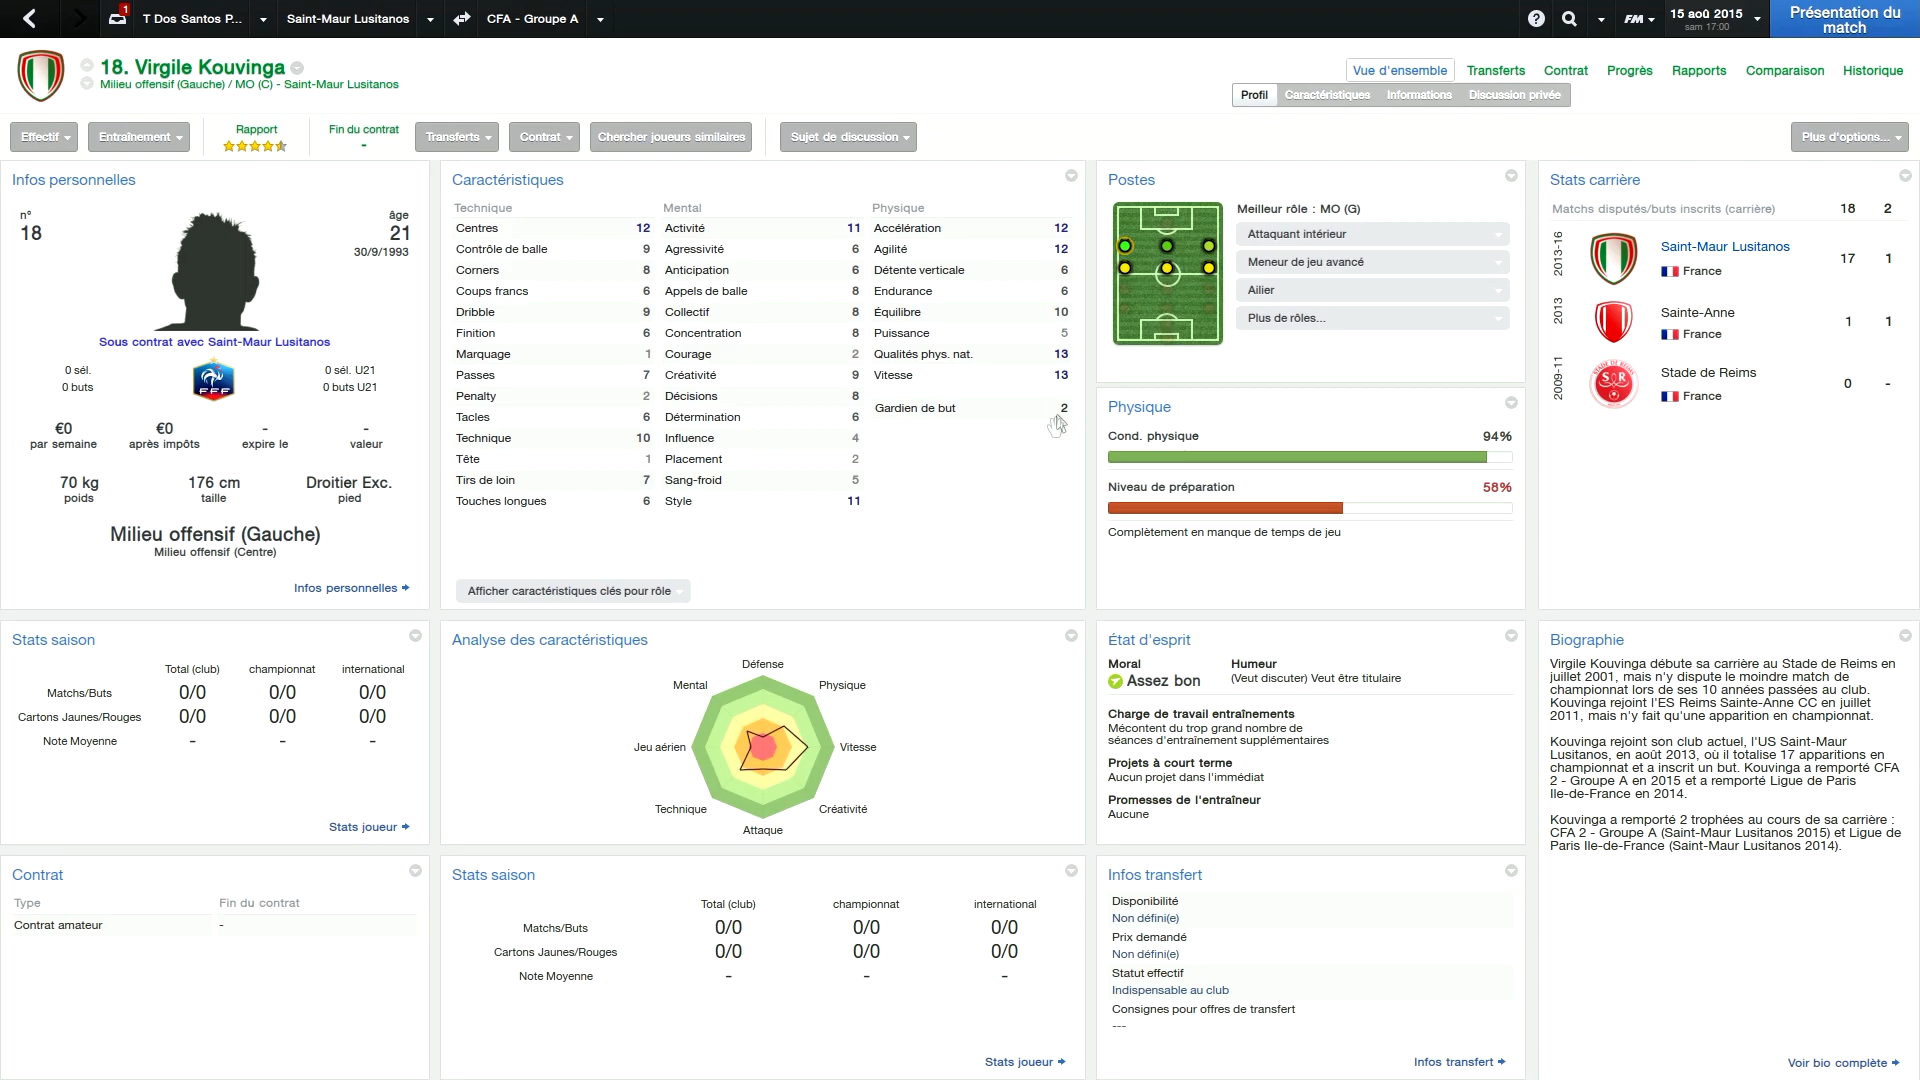 1
T Dos Santos P...
Saint-Maur Lusitanos
CFA - Groupe A
?
FM
15 aoû 2015
sam 17:00
Présentation du match
18. Virgile Kouvinga
Milieu offensif (Gauche) / MO (C) - Saint-Maur Lusitanos
Vue d'ensemble Transferts Contrat Progrès Rapports Comparaison Historique
Profil Caractéristiques Informations Discussion privée
Effectif
Entraînement
Rapport
Fin du contrat
-
Transferts
Contrat
Chercher joueurs similaires
Sujet de discussion
Plus d'options...
Infos personnelles
n°
18
âge
21
30/9/1993
Sous contrat avec Saint-Maur Lusitanos
0 sél.
0 buts
FFF
0 sél. U21
0 buts U21
€0 par semaine
€0 après impôts
- expire le
- valeur
70 kg poids
176 cm taille
Droitier Exc. pied
Milieu offensif (Gauche)
Milieu offensif (Centre)
Infos personnelles
Caractéristiques
Technique Mental Physique
Centres 12 Activité 11 Accélération 12
Contrôle de balle 9 Agressivité 6 Agilité 12
Corners 8 Anticipation 6 Détente verticale 6
Coups francs 6 Appels de balle 8 Endurance 6
Dribble 9 Collectif 8 Équilibre 10
Finition 6 Concentration 8 Puissance 5
Marquage 1 Courage 2 Qualités phys. nat. 13
Passes 7 Créativité 9 Vitesse 13
Penalty 2 Décisions 8
Gardien de but 2
Tacles 6 Détermination 6
Technique 10 Influence 4
Tête 1 Placement 2
Tirs de loin 7 Sang-froid 5
Touches longues 6 Style 11
Afficher caractéristiques clés pour rôle
Postes
Meilleur rôle : MO (G)
Attaquant intérieur
Meneur de jeu avancé
Ailier
Plus de rôles...
Physique
Cond. physique 94%
Niveau de préparation 58%
Complètement en manque de temps de jeu
Stats carrière
Matchs disputés/buts inscrits (carrière) 18 2
2013-16 Saint-Maur Lusitanos 17 1
France
2013 Sainte-Anne 1 1
France
2009-11 Stade de Reims 0 -
France
Stats saison
Total (club) championnat international
Matchs/Buts 0/0 0/0 0/0
Cartons Jaunes/Rouges 0/0 0/0 0/0
Note Moyenne - - -
Stats joueur
Analyse des caractéristiques
Défense
Mental
Physique
Jeu aérien
Vitesse
Technique
Créativité
Attaque
État d'esprit
Moral
Assez bon
Humeur
(Veut discuter) Veut être titulaire
Charge de travail entraînements
Mécontent du trop grand nombre de
séances d'entraînement supplémentaires
Projets à court terme
Aucun projet dans l'immédiat
Promesses de l'entraîneur
Aucune
Biographie
Virgile Kouvinga débute sa carrière au Stade de Reims en
juillet 2001, mais n'y dispute le moindre match de
championnat lors de ses 10 années passées au club.
Kouvinga rejoint l'ES Reims Sainte-Anne CC en juillet
2011, mais n'y fait qu'une apparition en championnat.
Kouvinga rejoint son club actuel, l'US Saint-Maur
Lusitanos, en août 2013, où il totalise 17 apparitions en
championnat et a inscrit un but. Kouvinga a remporté CFA
2 - Groupe A en 2015 et a remporté Ligue de Paris
Ile-de-France en 2014.
Kouvinga a remporté 2 trophées au cours de sa carrière :
CFA 2 - Groupe A (Saint-Maur Lusitanos 2015) et Ligue de
Paris Ile-de-France (Saint-Maur Lusitanos 2014).
Voir bio complète
Contrat
Type Fin du contrat
Contrat amateur -
Stats saison
Total (club) championnat international
Matchs/Buts 0/0 0/0 0/0
Cartons Jaunes/Rouges 0/0 0/0 0/0
Note Moyenne - - -
Stats joueur
Infos transfert
Disponibilité
Non défini(e)
Prix demandé
Non défini(e)
Statut effectif
Indispensable au club
Consignes pour offres de transfert
---
Infos transfert